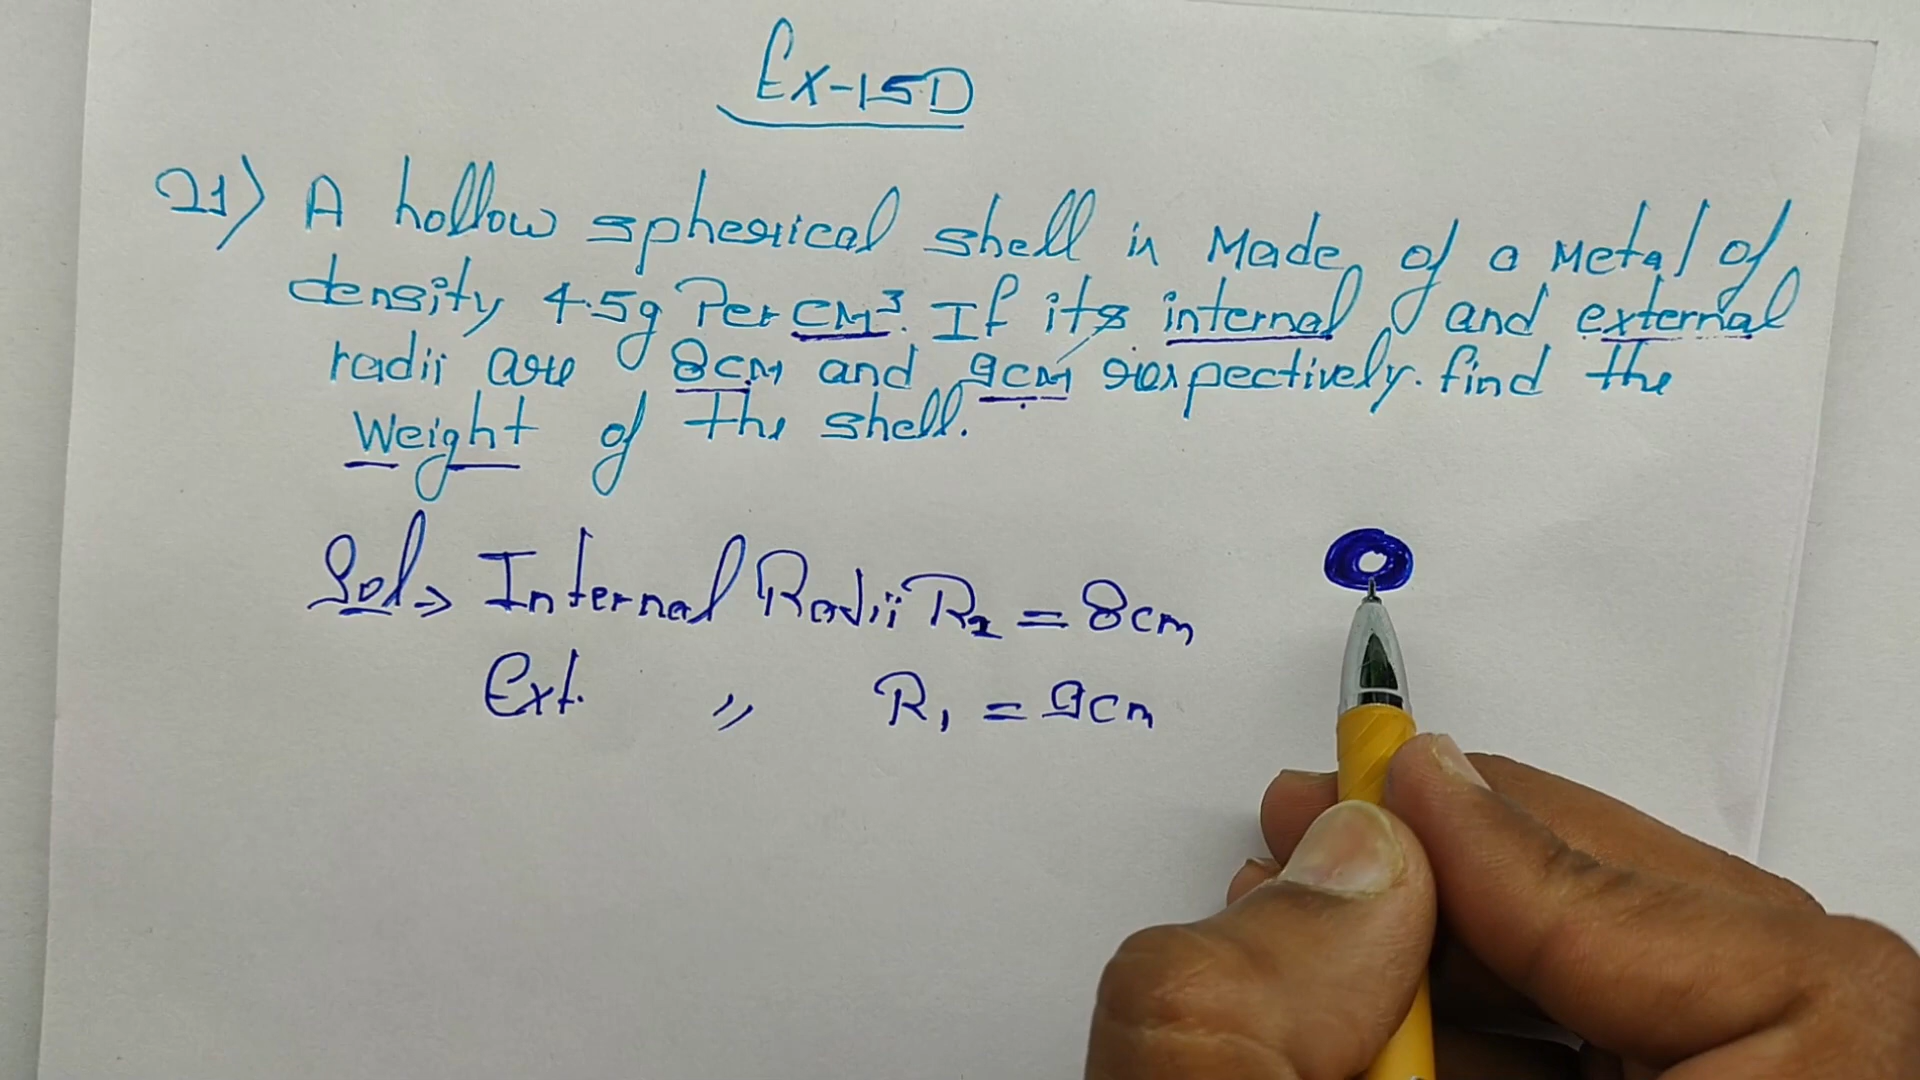 Ex-15D
21) A hollow spherical shell is Made of a Metal of
density 4.5g Per CM³. If its internal and external
radii are 8cm and 9cm respectively. find the
Weight of the shell.
Sol→ Internal Radii R₂ = 8cm
Ext. " R₁ = 9cm